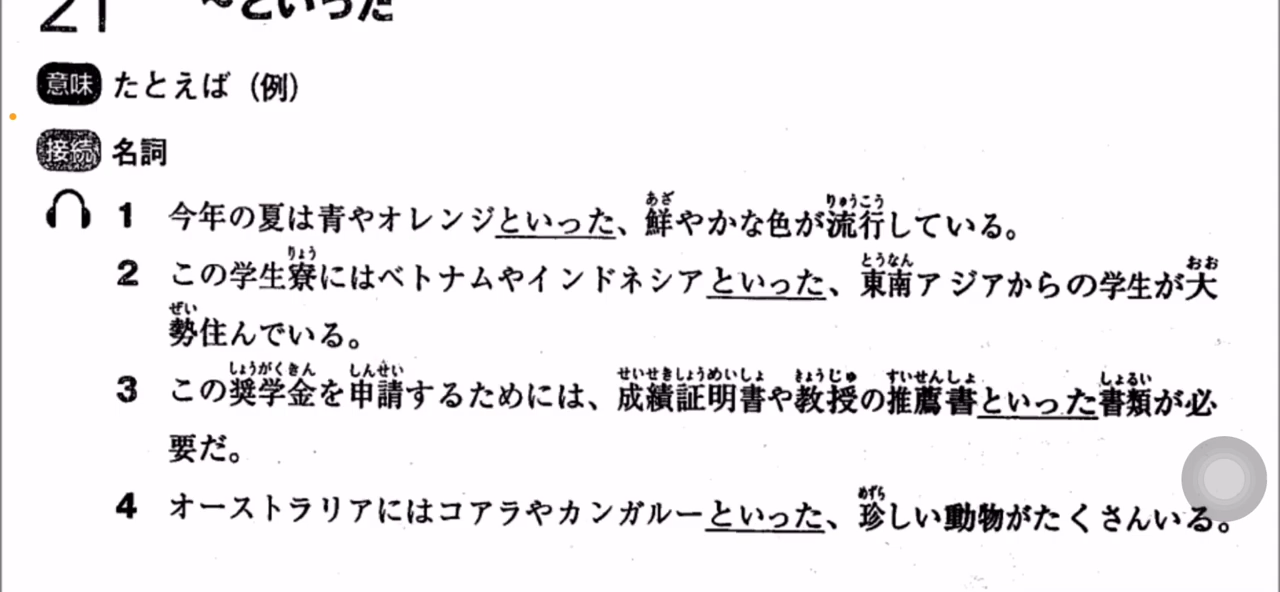 21 ~といった
意味 たとえば（例）
接続 名詞
1 今年の夏は青やオレンジといった、鮮やかな色が流行している。
2 この学生寮にはベトナムやインドネシアといった、東南アジアからの学生が大
勢住んでいる。
3 この奨学金を申請するためには、成績証明書や教授の推薦書といった書類が必
要だ。
4 オーストラリアにはコアラやカンガルーといった、珍しい動物がたくさんいる。